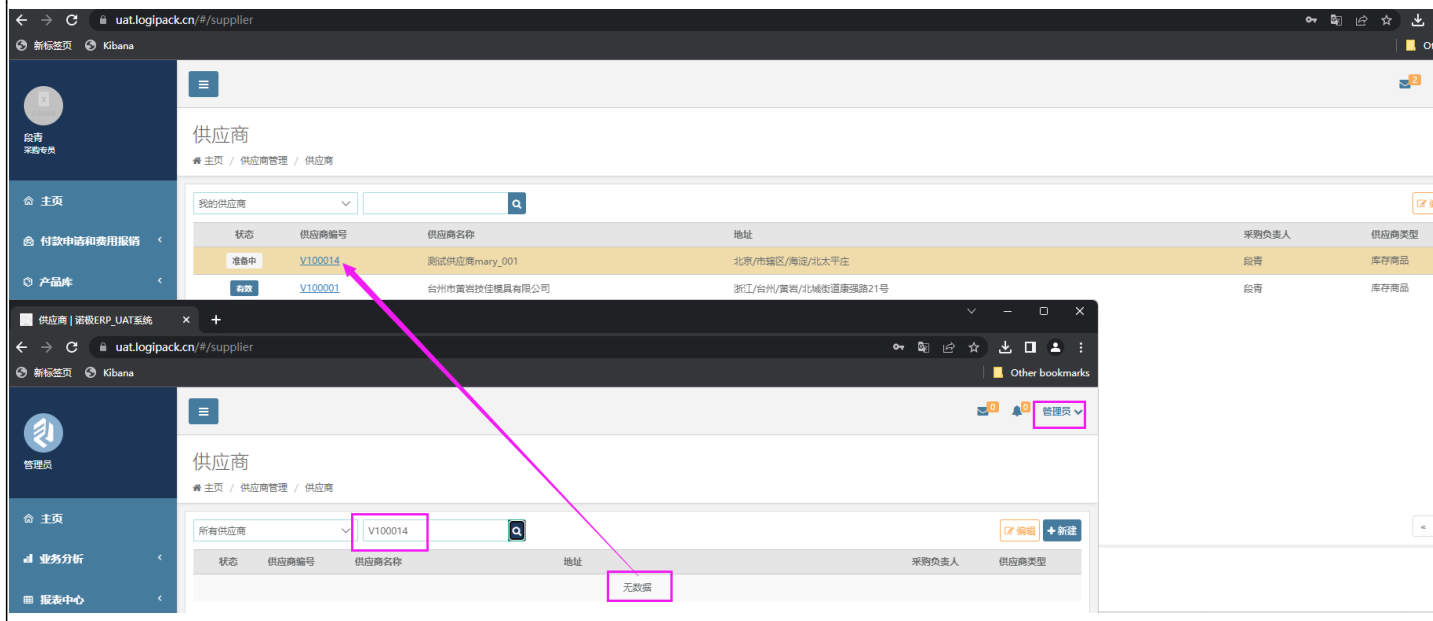 uat.logipack.cn/#/supplier
新标签页 Kibana
2
段青
采购专员
供应商
主页 / 供应商管理 / 供应商
主页
付款申请和费用报销
产品库
我的供应商
状态 供应商编号 供应商名称 地址 采购负责人 供应商类型
准备中 V100014 测试供应商mary_001 北京/市辖区/海淀/北太平庄 段青 库存商品
有效 V100001 台州市黄岩技佳模具有限公司 浙江/台州/黄岩/北城街道康强路21号 段青 库存商品
供应商 | 诺极ERP_UAT系统
uat.logipack.cn/#/supplier
新标签页 Kibana Other bookmarks
0 0 管理员
管理员
供应商
主页 / 供应商管理 / 供应商
主页
业务分析
报表中心
所有供应商 V100014 编辑 新建
状态 供应商编号 供应商名称 地址 采购负责人 供应商类型
无数据
«